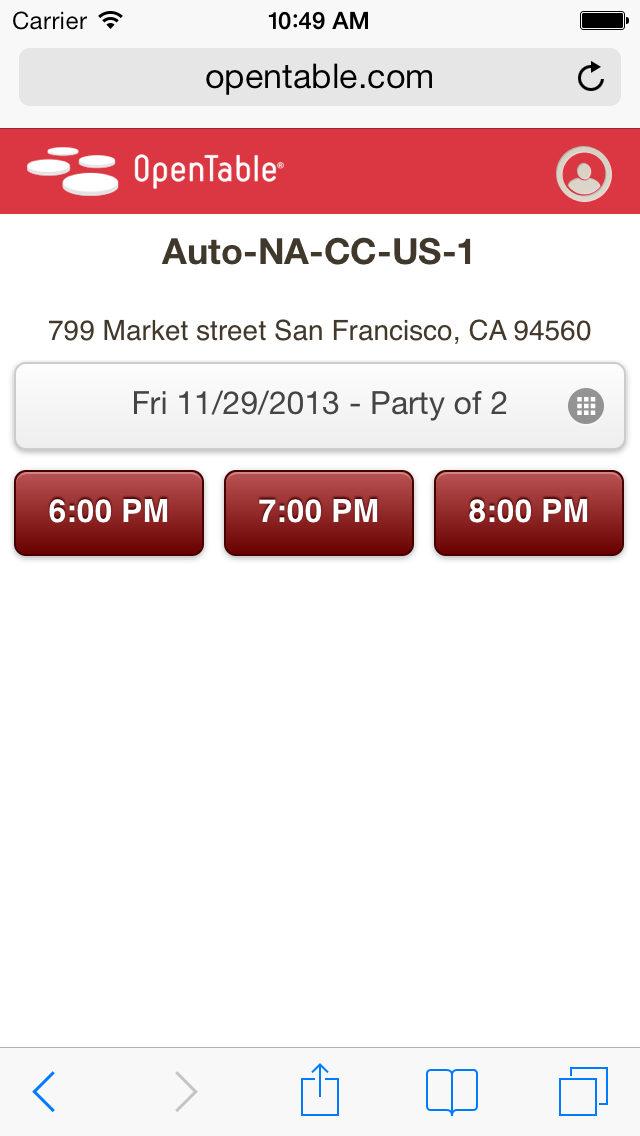 Carrier 10:49 AM
opentable.com
OpenTable®
Auto-NA-CC-US-1
799 Market street San Francisco, CA 94560
Fri 11/29/2013 - Party of 2
6:00 PM 7:00 PM 8:00 PM